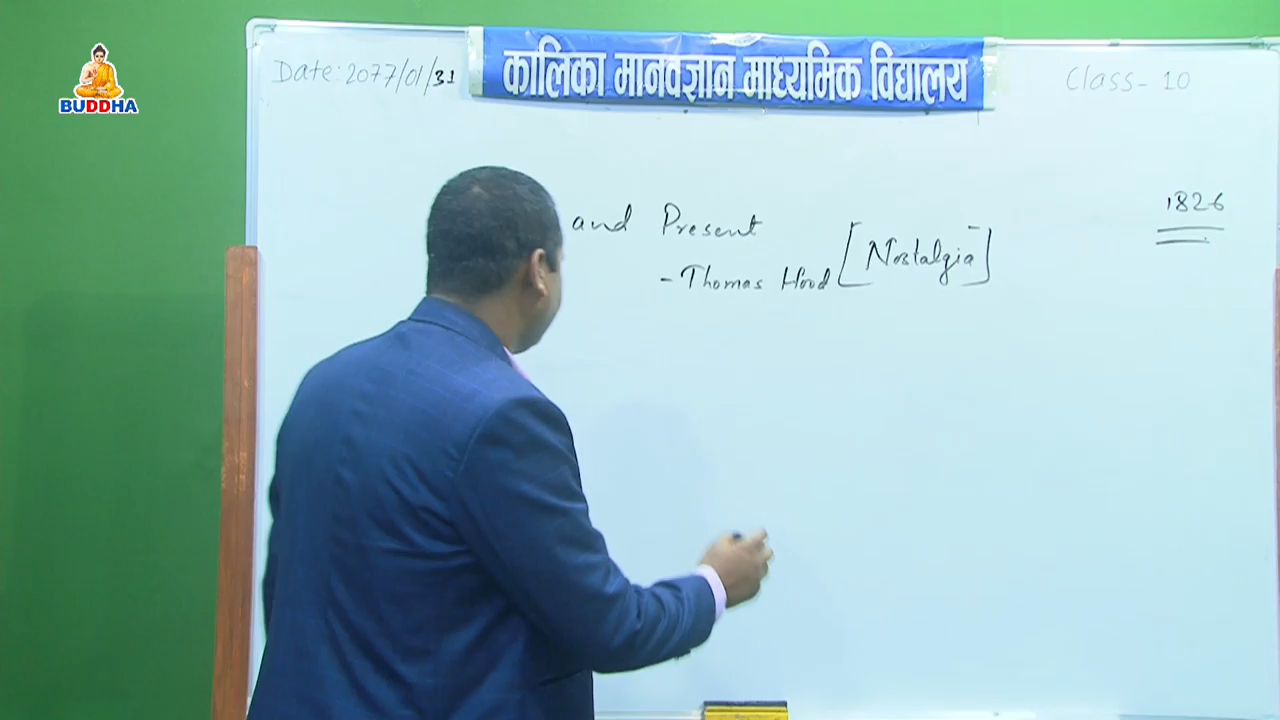 BUDDHA
Date: 2077/01/31
कालिका मानवज्ञान माध्यमिक विद्यालय
Class- 10
1826
and Present
- Thomas Hood
[Nostalgia]